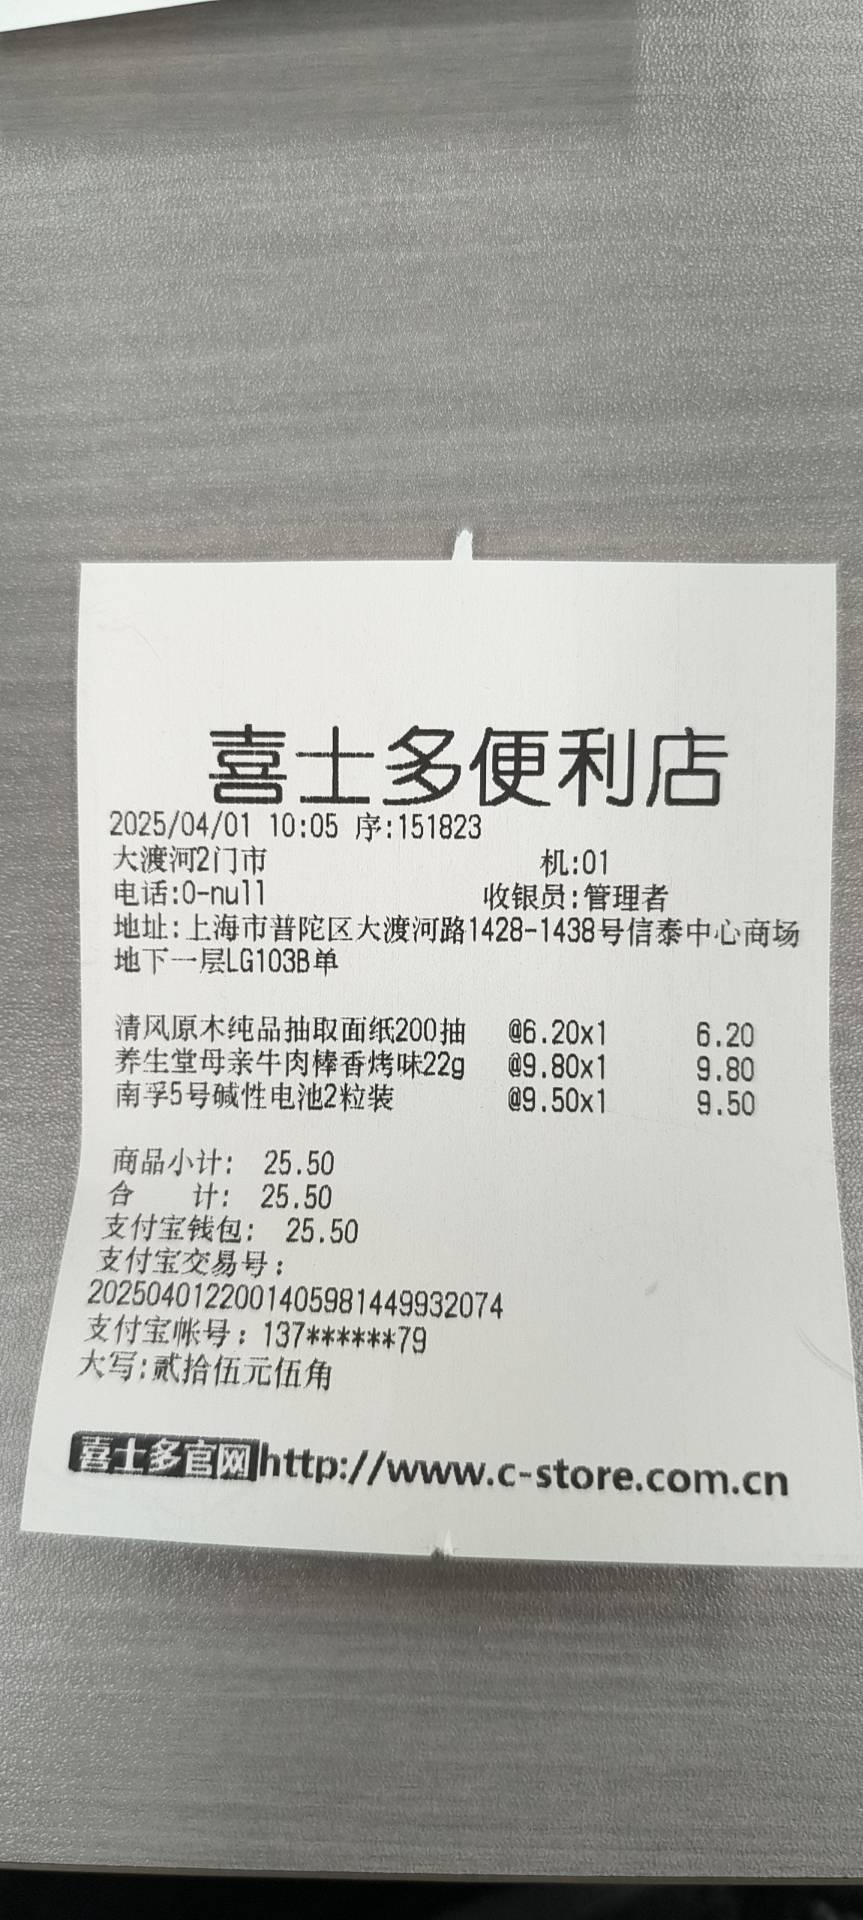 喜士多便利店
2025/04/01 10:05 序:151823
大渡河2门市 机:01
电话:0-null 收银员:管理者
地址:上海市普陀区大渡河路1428-1438号信泰中心商场
地下一层LG103B单
清风原木纯品抽取面纸200抽 @6.20x1 6.20
养生堂母亲牛肉棒香烤味22g @9.80x1 9.80
南孚5号碱性电池2粒装 @9.50x1 9.50
商品小计: 25.50
合 计: 25.50
支付宝钱包: 25.50
支付宝交易号:
2025040122001405981449932074
支付宝帐号:137******79
大写:贰拾伍元伍角
喜士多官网http://www.c-store.com.cn